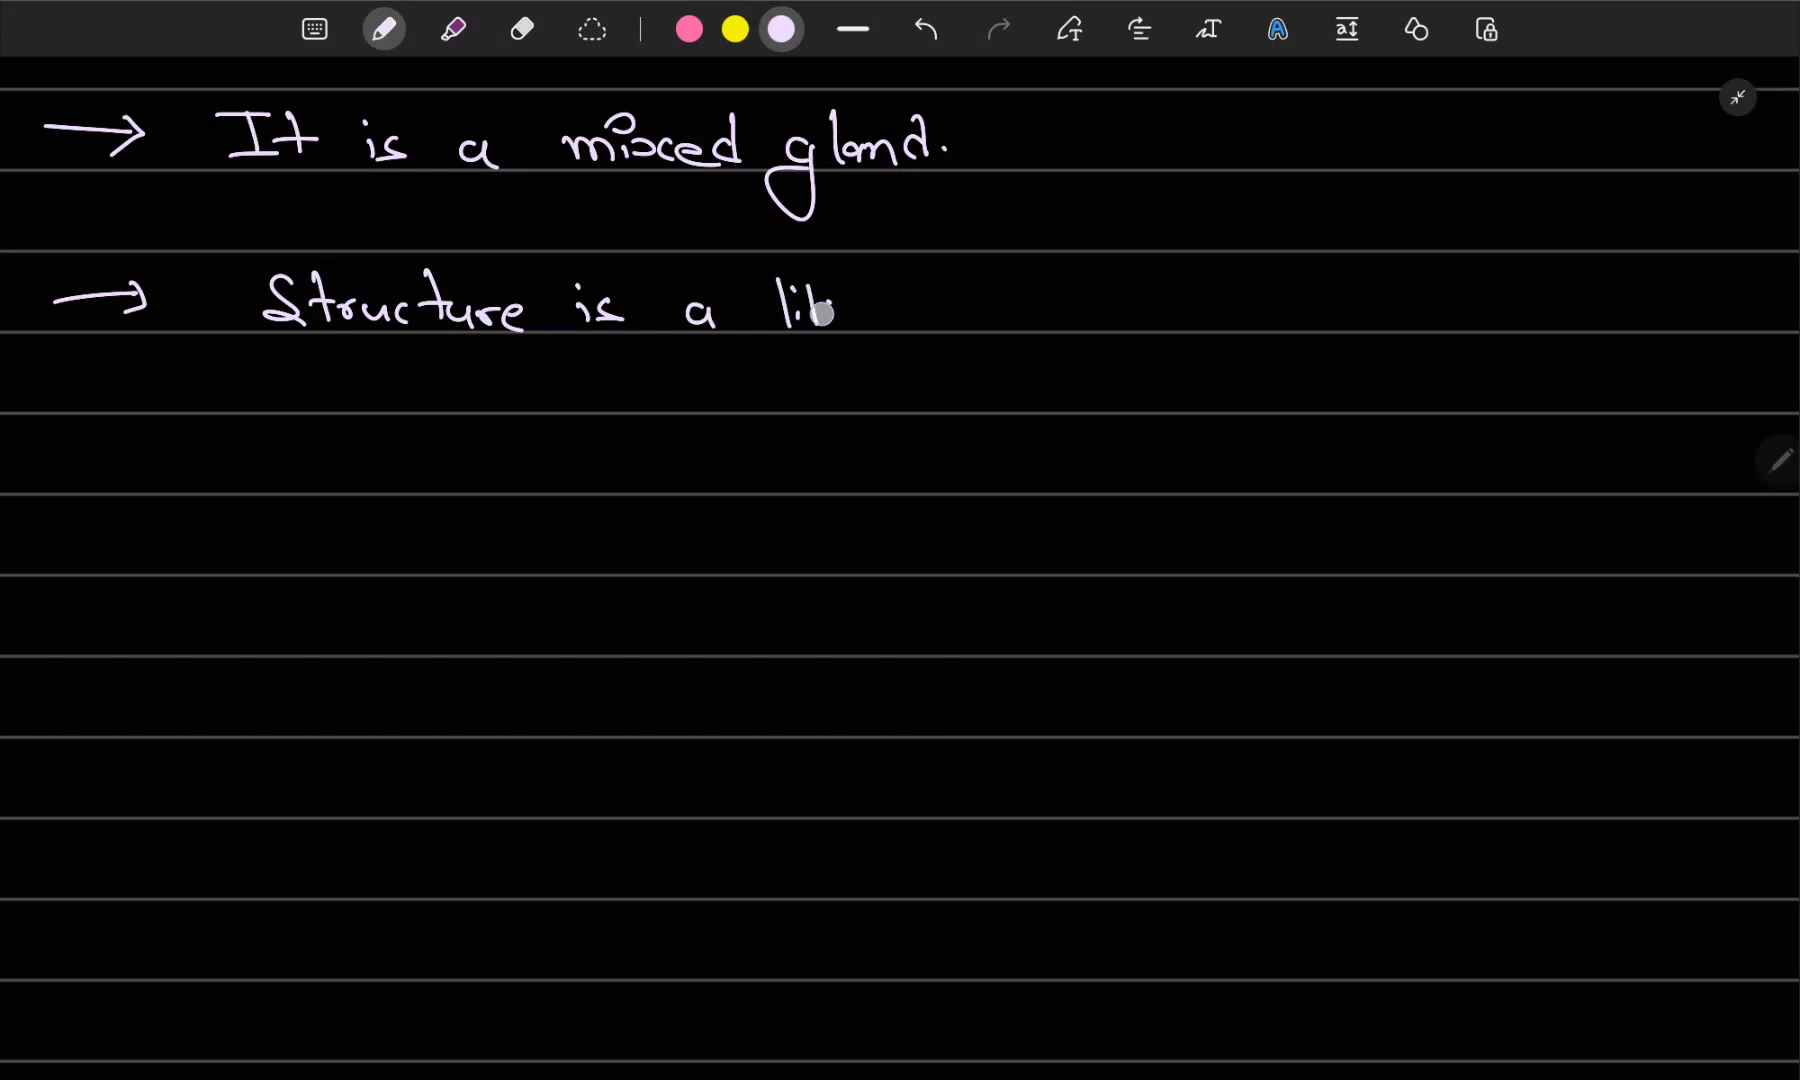 → It is a mixed gland.
→ Structure is a